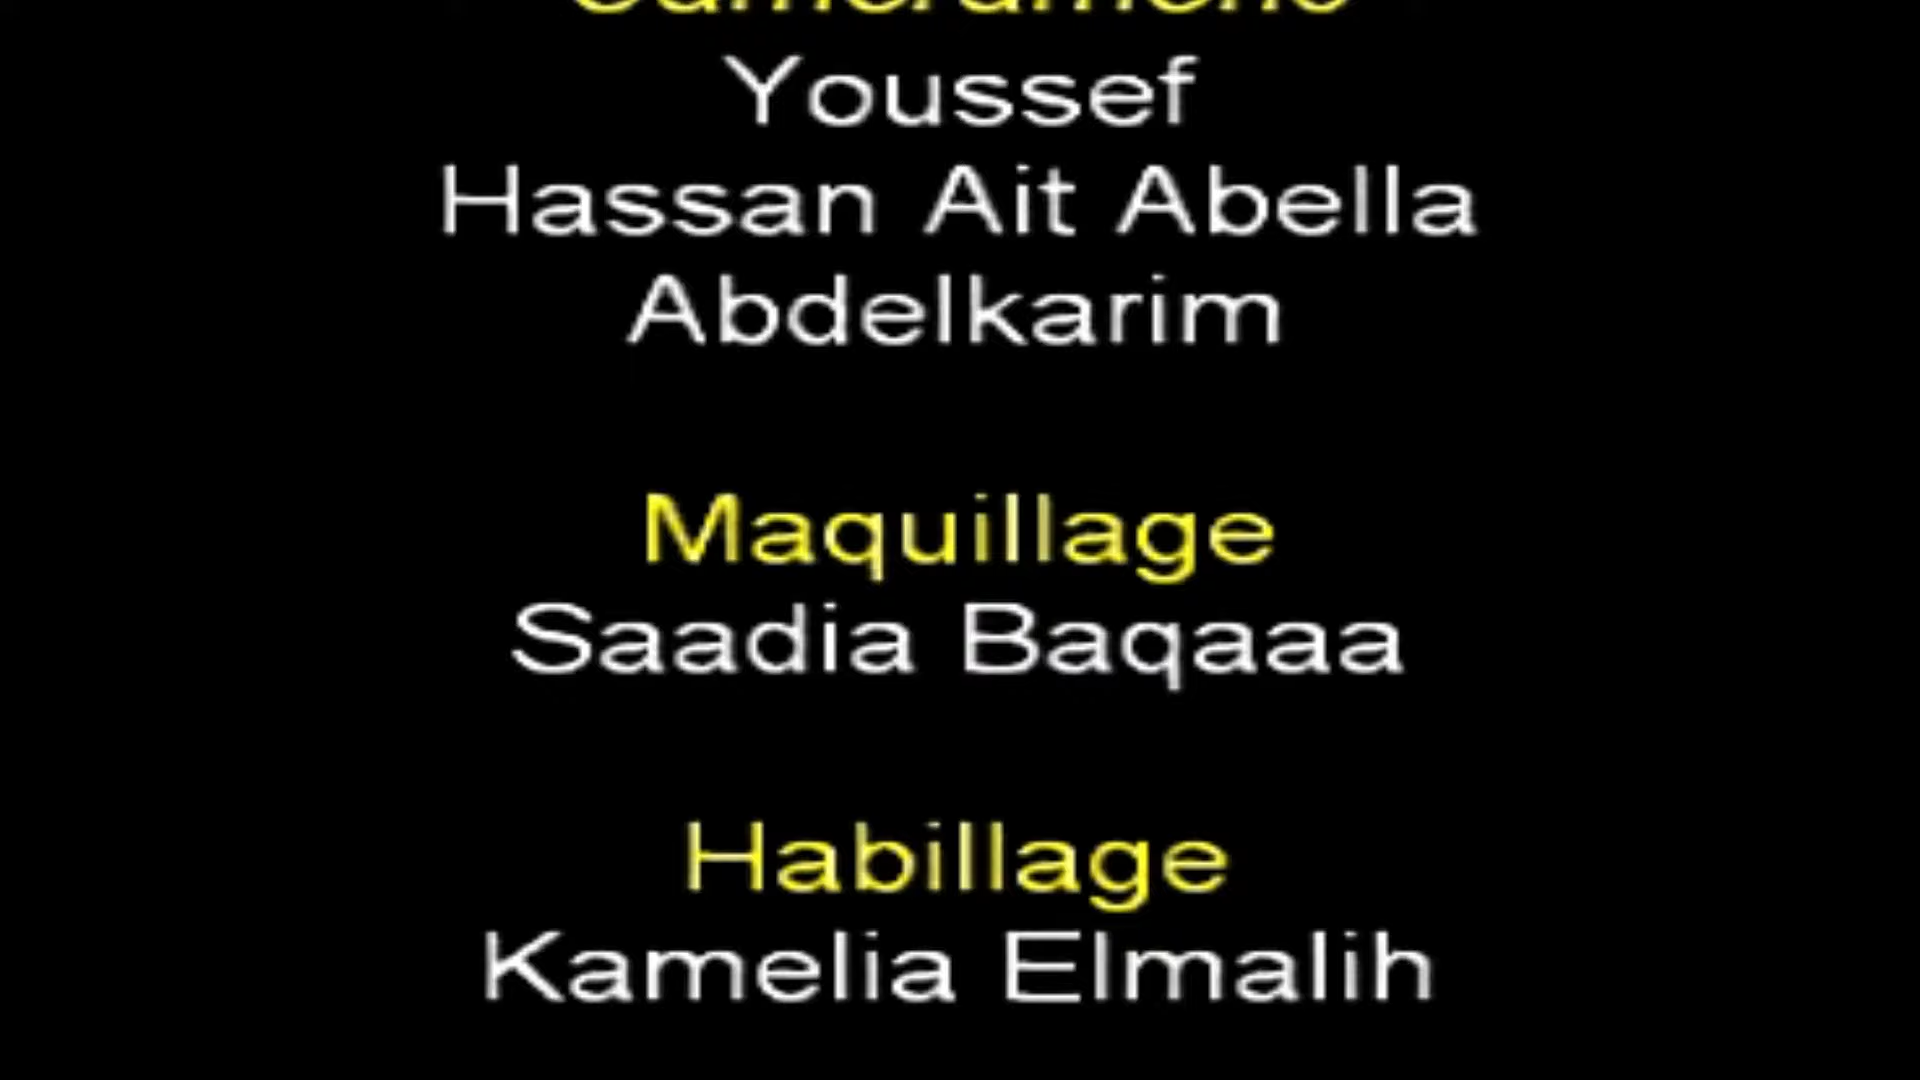 Youssef
Hassan Ait Abella
Abdelkarim
Maquillage
Saadia Baqaaa
Habillage
Kamelia Elmalih